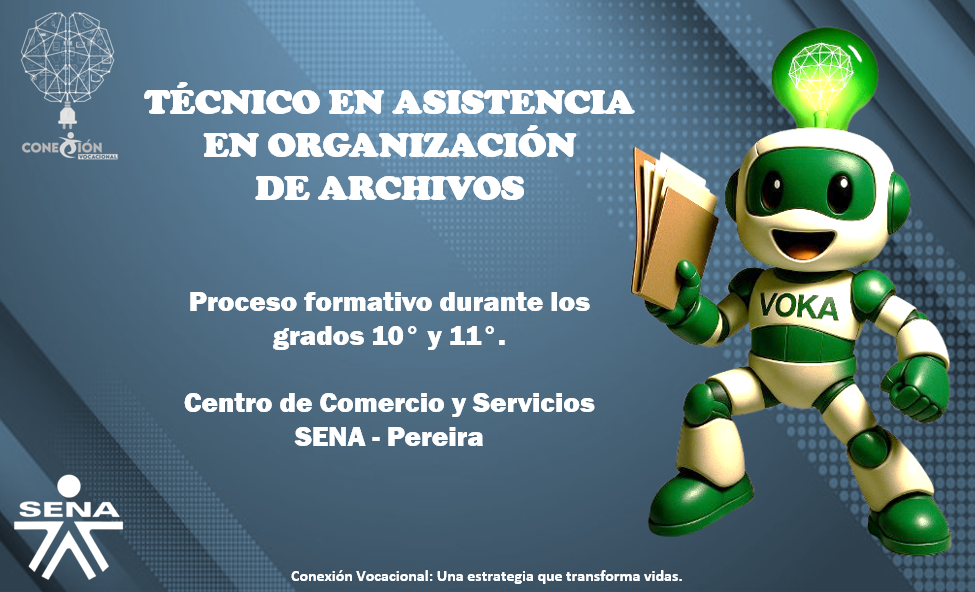 CONEXIÓN
VOCACIONAL
TÉCNICO EN ASISTENCIA
EN ORGANIZACIÓN
DE ARCHIVOS
VOKA
Proceso formativo durante los
grados 10° y 11°.
Centro de Comercio y Servicios
SENA - Pereira
SENA
Conexión Vocacional: Una estrategia que transforma vidas.